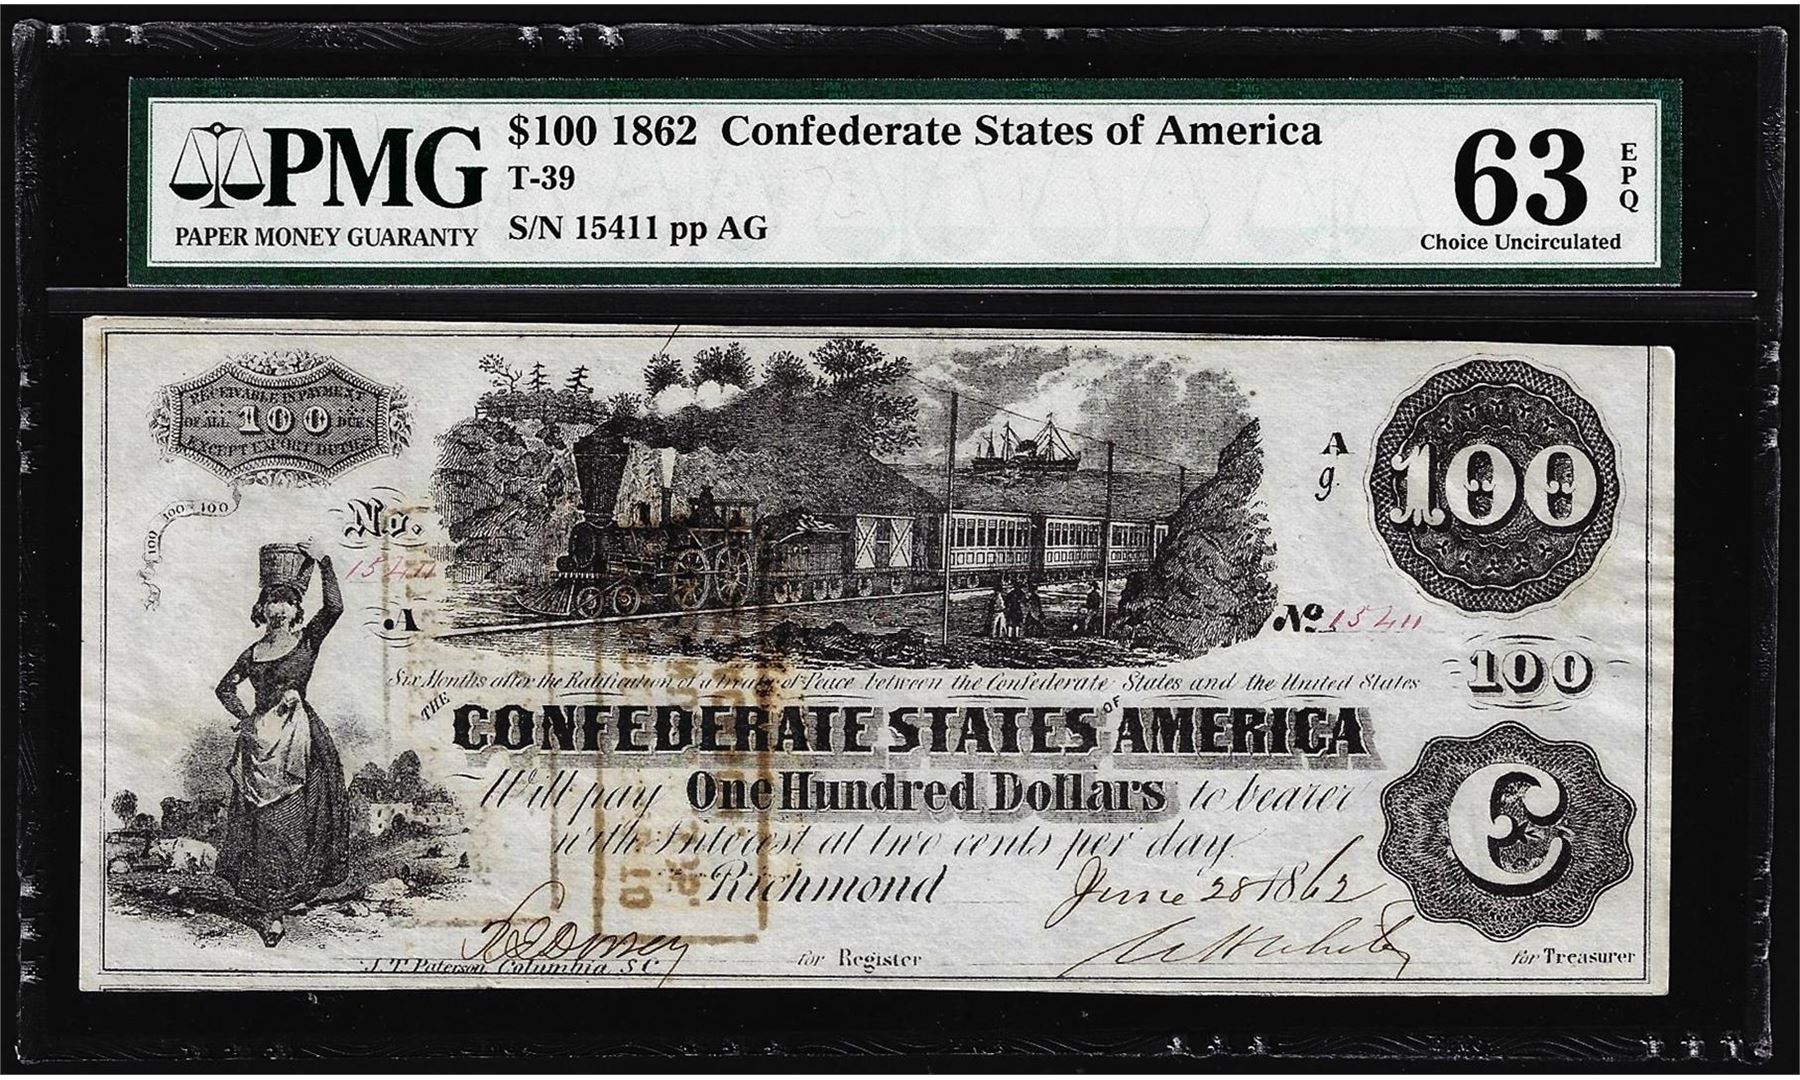 PMG
PAPER MONEY GUARANTY
$100 1862 Confederate States of America
T-39
S/N 15411 pp AG
63
EPQ
Choice Uncirculated
RECEIVABLE IN PAYMENT
OF ALL 100 DUES
EXCEPT EXPORT DUTIES
100 100 100
No.
15411
A
A
g.
100
No 15411
100
Six Months after the Ratification of a Treaty of Peace between the Confederate States and the United States
THE CONFEDERATE STATES OF AMERICA
Will pay One Hundred Dollars to bearer
with Interest at two cents per day.
Richmond June 28 1862
C
J. T. Paterson, Columbia, S.C.
for Register
for Treasurer